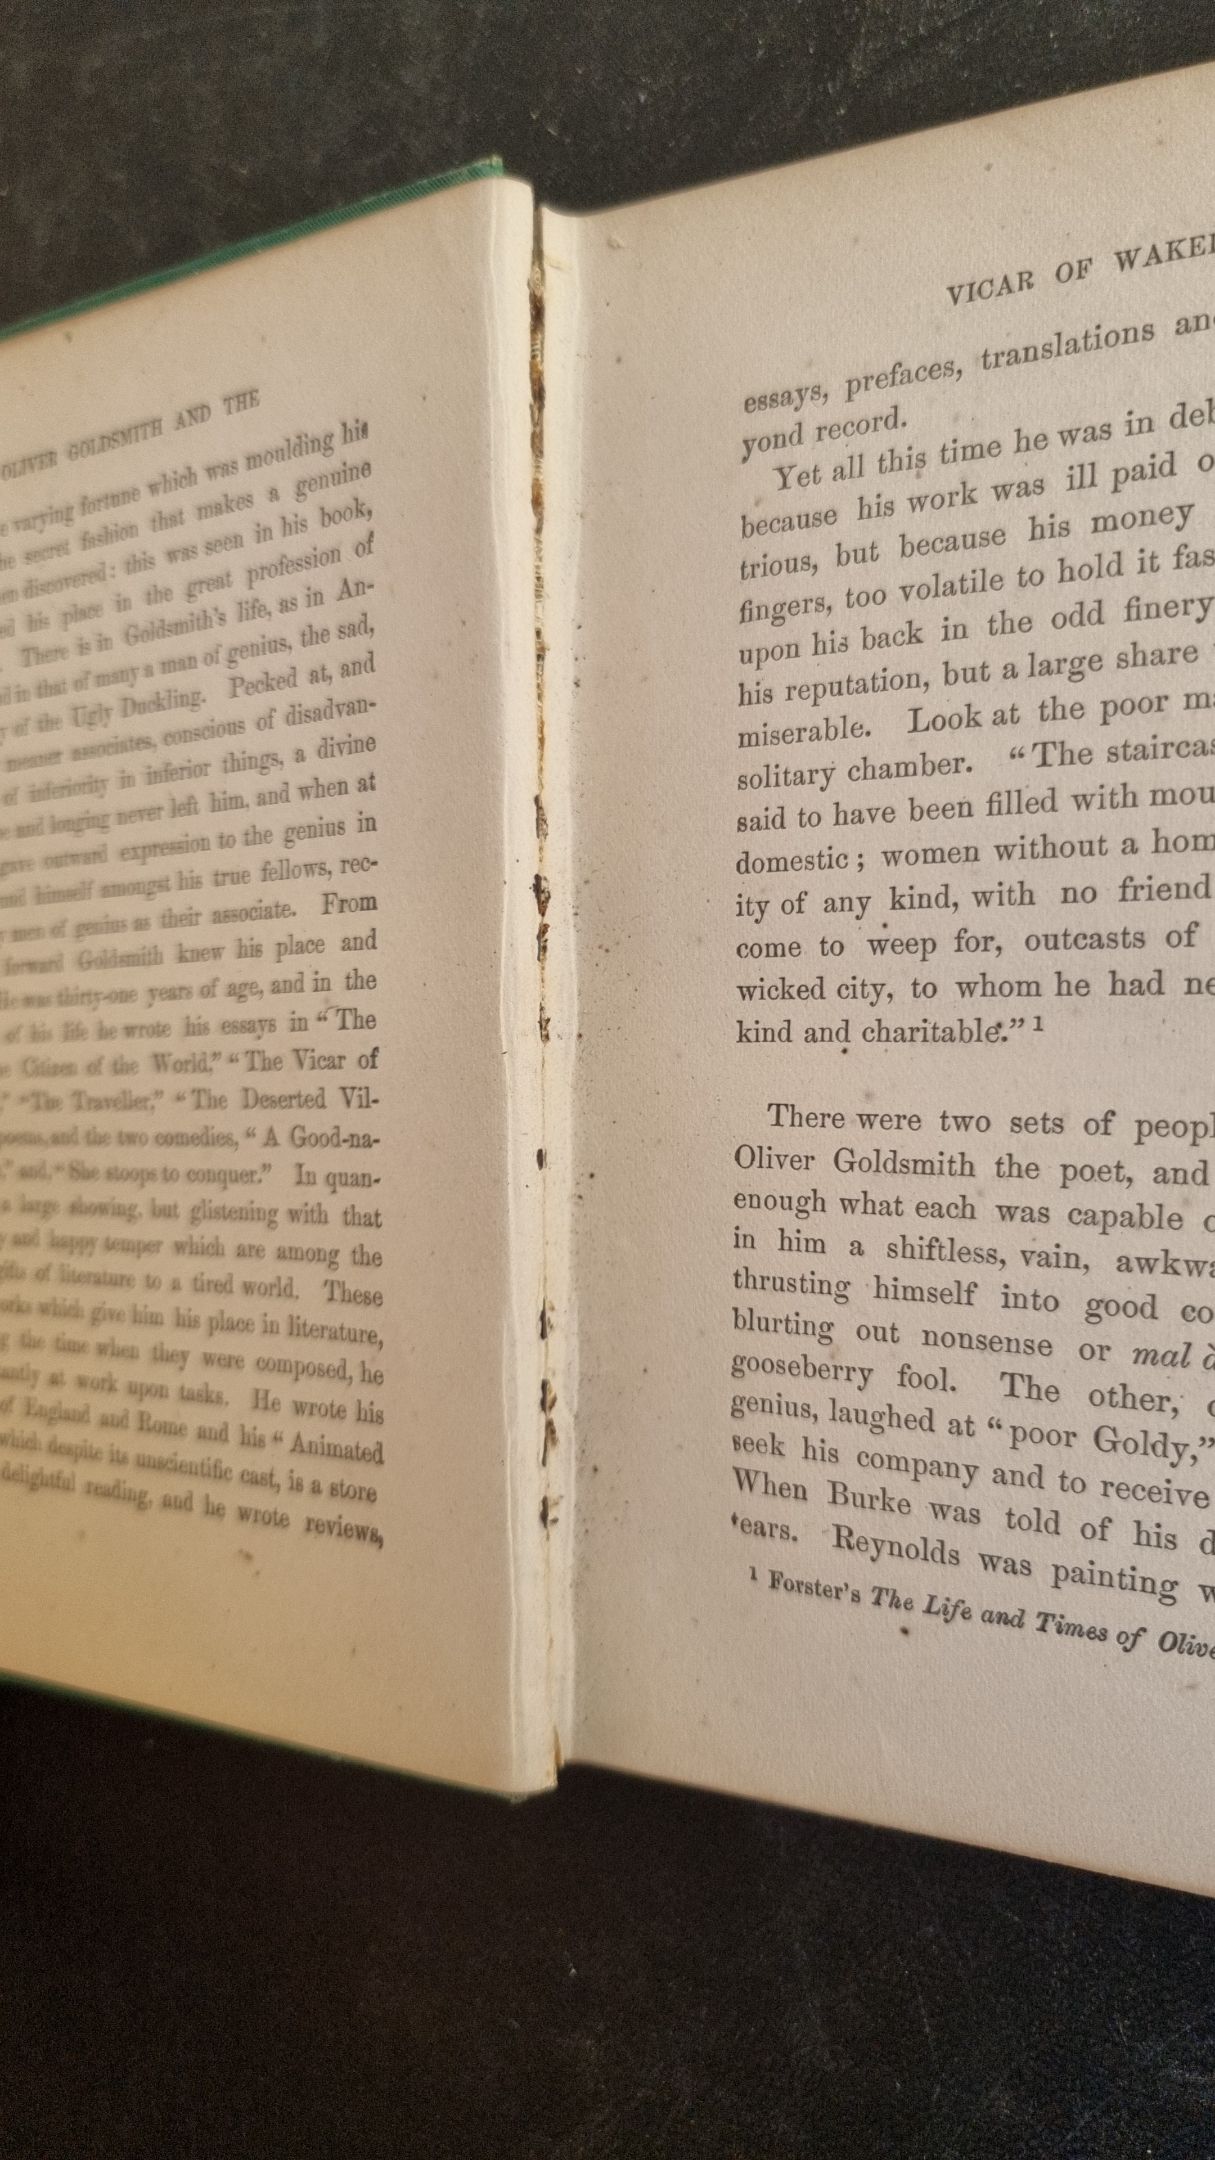 OLIVER GOLDSMITH AND THE
varying fortune which was moulding his
secret fashion that makes a genuine
discovered: this was seen in his book,
his place in the great profession of
There is in Goldsmith's life, as in An-
in that of many a man of genius, the sad,
of the Ugly Duckling. Pecked at, and
meaner associates, conscious of disadvan-
of inferiority in inferior things, a divine
and longing never left him, and when at
gave outward expression to the genius in
himself amongst his true fellows, rec-
men of genius as their associate. From
forward Goldsmith knew his place and
He was thirty-one years of age, and in the
of his life he wrote his essays in "The
Citizen of the World," "The Vicar of
"The Traveller," "The Deserted Vil-
poems, and the two comedies, "A Good-na-
and, "She stoops to conquer." In quan-
a large showing, but glistening with that
and happy temper which are among the
gifts of literature to a tired world. These
works which give him his place in literature,
the time when they were composed, he
at work upon tasks. He wrote his
of England and Rome and his "Animated
which despite its unscientific cast, is a store
delightful reading, and he wrote reviews,
VICAR OF WAKE
essays, prefaces, translations an
yond record.
Yet all this time he was in deb
because his work was ill paid o
trious, but because his money
fingers, too volatile to hold it fas
upon his back in the odd finery
his reputation, but a large share
miserable. Look at the poor ma
solitary chamber. "The staircas
said to have been filled with mou
domestic; women without a hom
ity of any kind, with no friend
come to weep for, outcasts of
wicked city, to whom he had ne
kind and charitable." 1
There were two sets of peopl
Oliver Goldsmith the poet, and
enough what each was capable o
in him a shiftless, vain, awkwa
thrusting himself into good co
blurting out nonsense or mal à
gooseberry fool. The other,
genius, laughed at "poor Goldy,"
seek his company and to receive
When Burke was told of his d
tears. Reynolds was painting w
1 Forster's The Life and Times of Olive